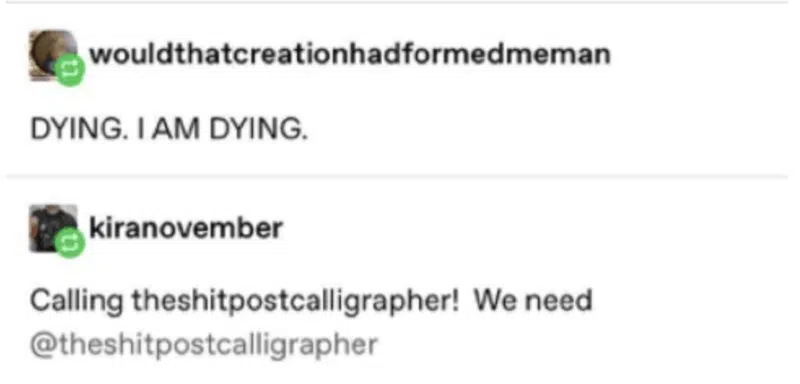 wouldthatcreationhadformedmeman
DYING. I AM DYING.
kiranovember
Calling theshitpostcalligrapher!  We need
@theshitpostcalligrapher